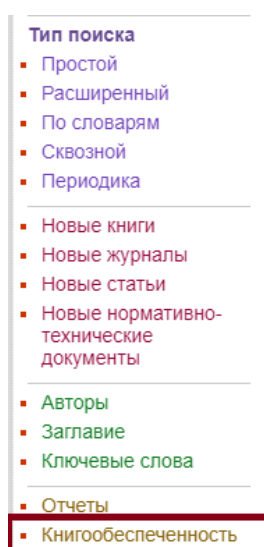 Тип поиска
Простой
Расширенный
По словарям
Сквозной
Периодика
Новые книги
Новые журналы
Новые статьи
Новые нормативно-
технические
документы
Авторы
Заглавие
Ключевые слова
Отчеты
Книгообеспеченность